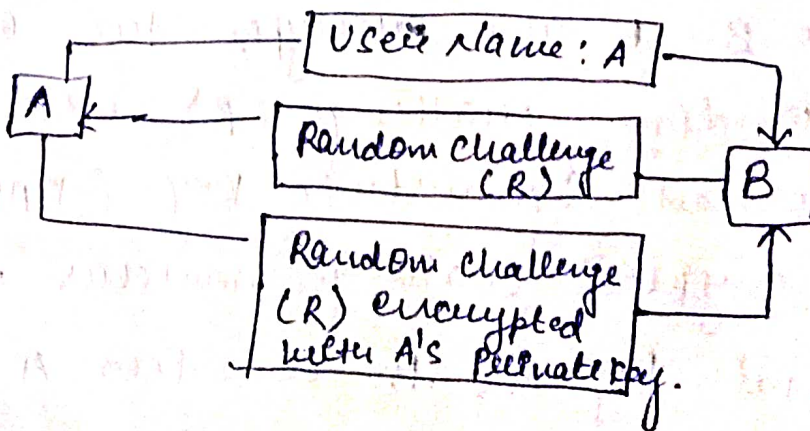 User Name: A
A
Random Challenge
(R)
B
Random Challenge
(R) encrypted
with A's Private key.